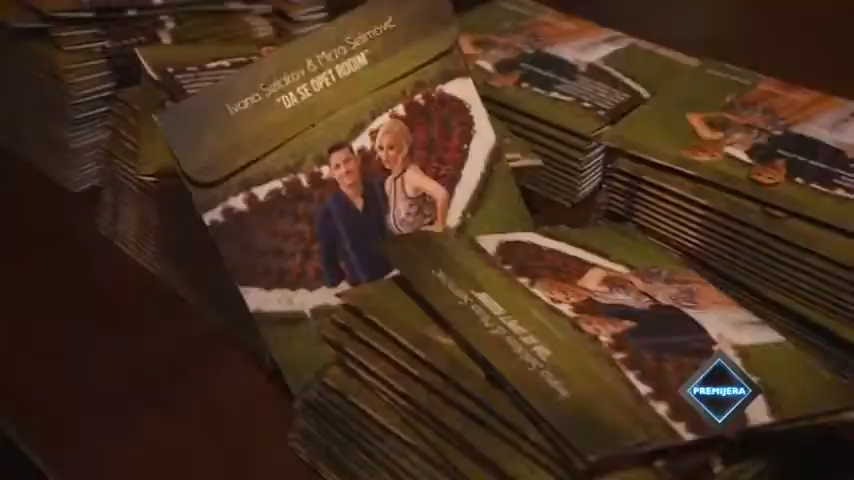 Ivana Selakov & Mirza Selimović
"DA SE OPET RODIM"
PREMIJERA